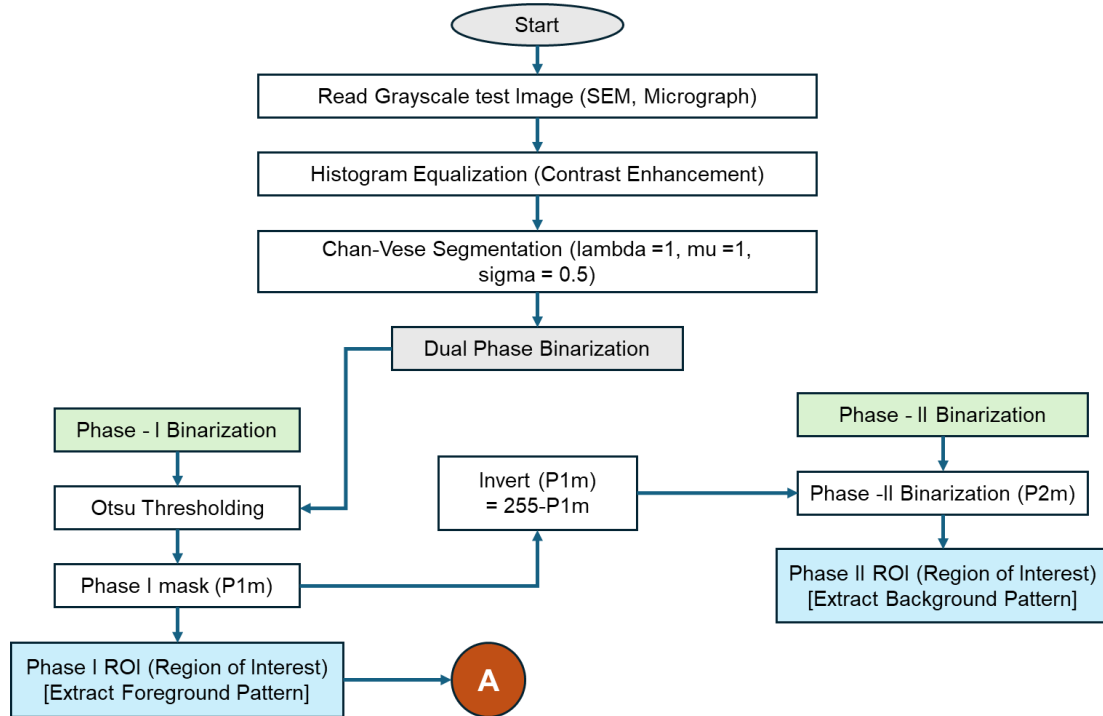 Start
Read Grayscale test Image (SEM, Micrograph)
Histogram Equalization (Contrast Enhancement)
Chan-Vese Segmentation (lambda =1, mu =1,
sigma = 0.5)
Dual Phase Binarization
Phase - I Binarization
Otsu Thresholding
Phase I mask (P1m)
Phase I ROI (Region of Interest)
[Extract Foreground Pattern]
A
Invert (P1m)
= 255-P1m
Phase - II Binarization
Phase -II Binarization (P2m)
Phase II ROI (Region of Interest)
[Extract Background Pattern]